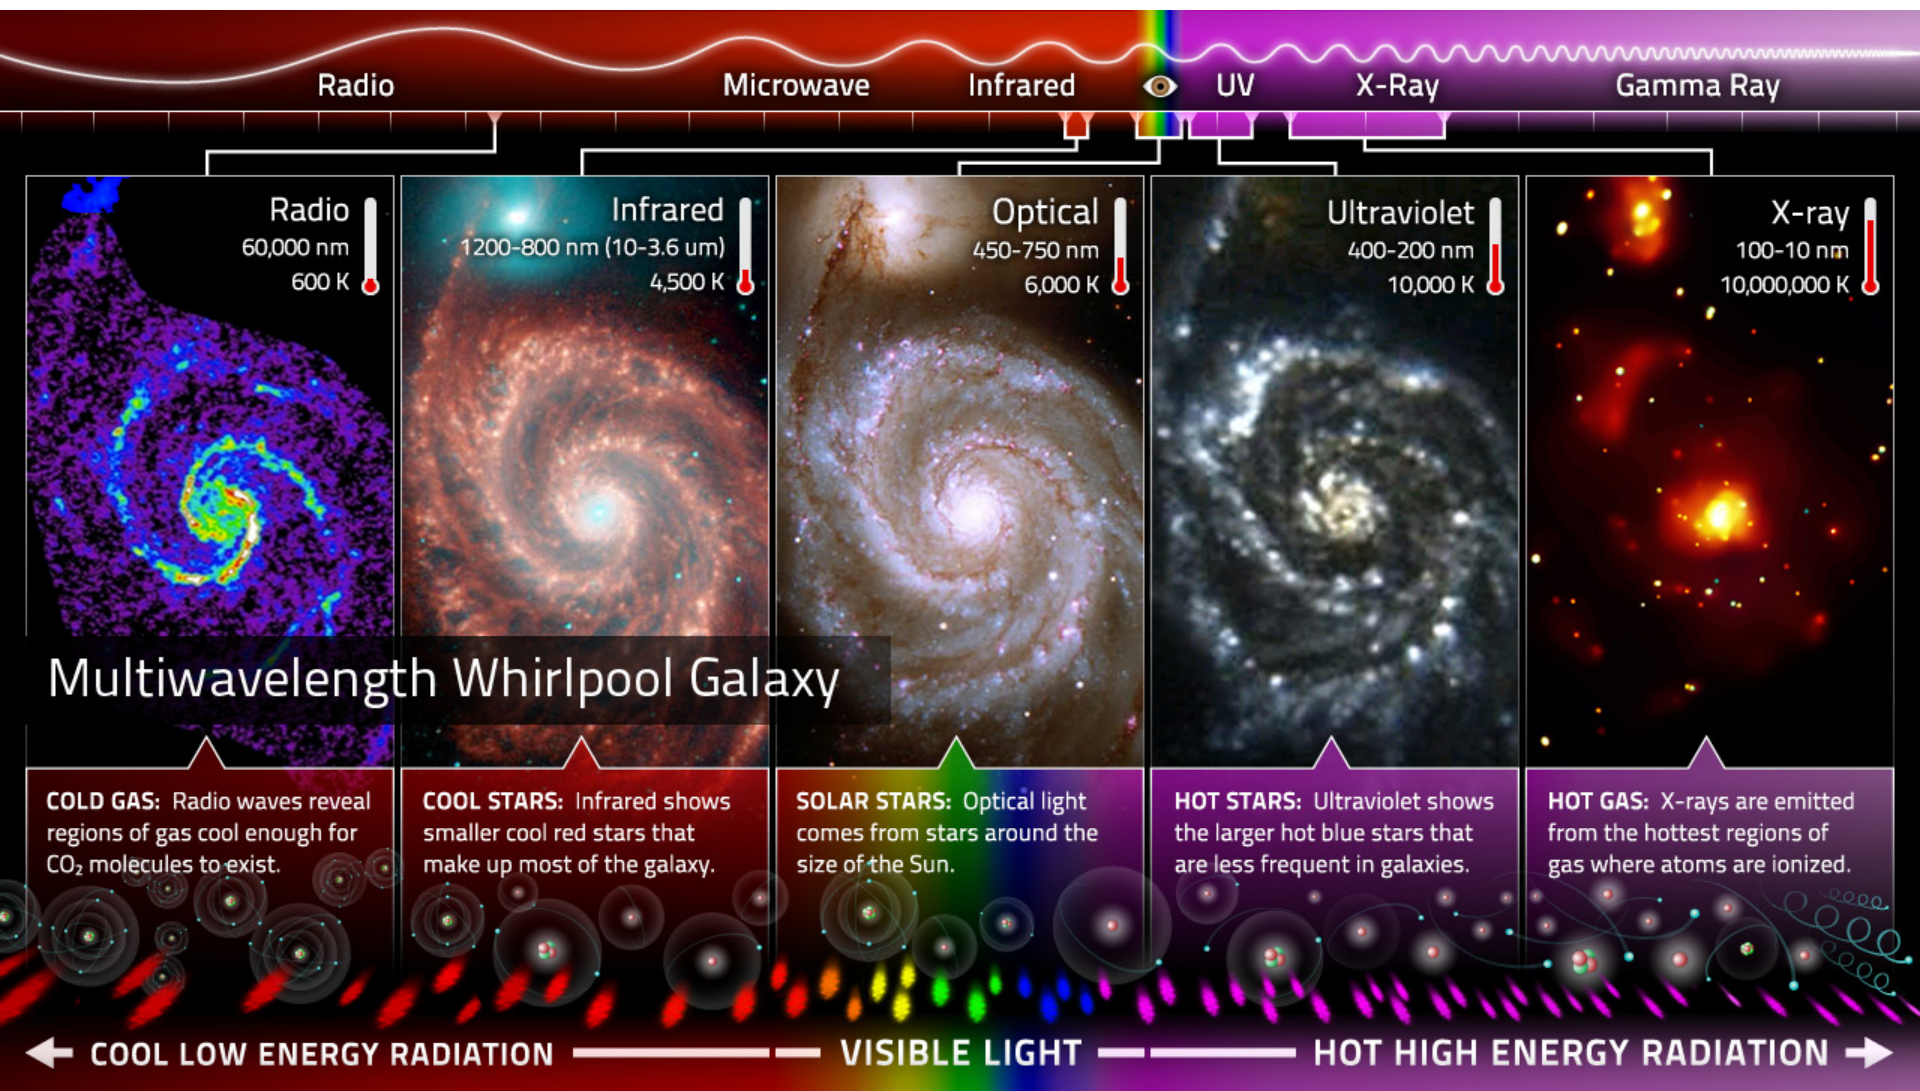 Radio
Microwave
Infrared
UV
X-Ray
Gamma Ray
Radio
60,000 nm
600 K
Infrared
1200-800 nm (10-3.6 um)
4,500 K
Optical
450-750 nm
6,000 K
Ultraviolet
400-200 nm
10,000 K
X-ray
100-10 nm
10,000,000 K
Multiwavelength Whirlpool Galaxy
COLD GAS: Radio waves reveal
regions of gas cool enough for
CO₂ molecules to exist.
COOL STARS: Infrared shows
smaller cool red stars that
make up most of the galaxy.
SOLAR STARS: Optical light
comes from stars around the
size of the Sun.
HOT STARS: Ultraviolet shows
the larger hot blue stars that
are less frequent in galaxies.
HOT GAS: X-rays are emitted
from the hottest regions of
gas where atoms are ionized.
COOL LOW ENERGY RADIATION
VISIBLE LIGHT
HOT HIGH ENERGY RADIATION